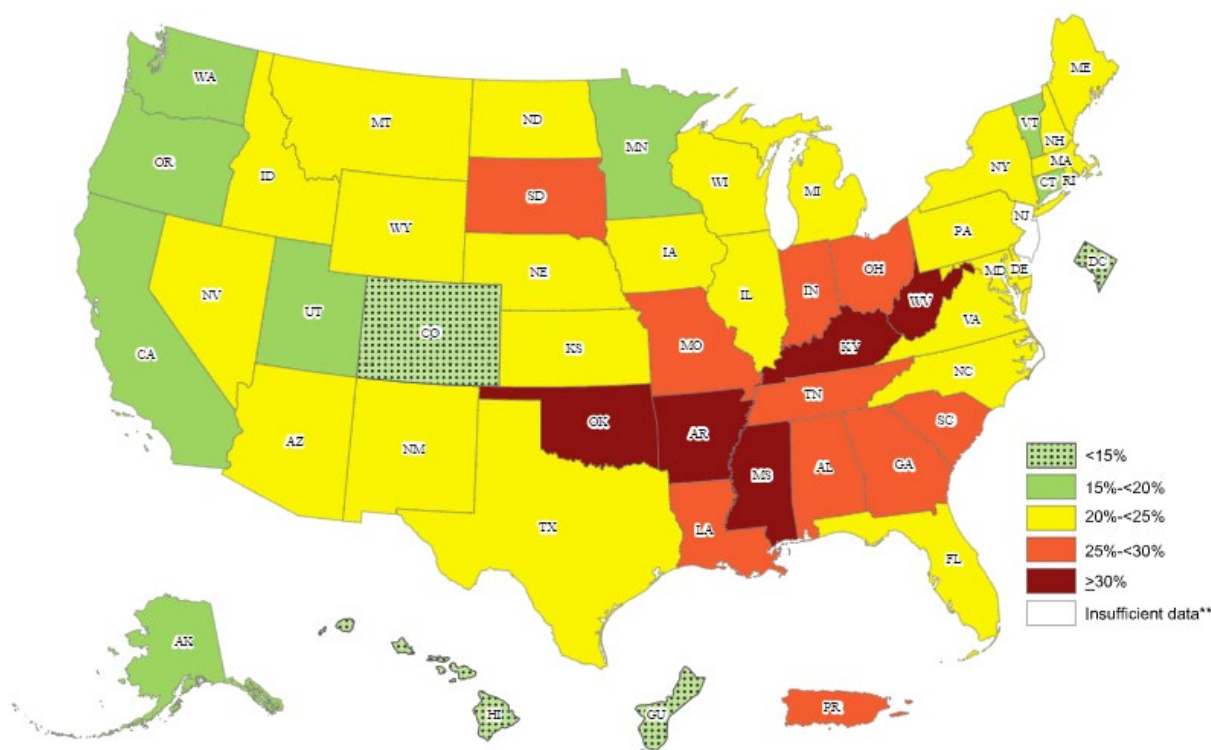 WA
MT
ND
MN
ME
VT
NH
OR
ID
SD
WI
MI
NY
MA
CT
RI
WY
NJ
PA
IA
NE
NV
UT
CO
IL
IN
OH
MD
DE
DC
WV
VA
CA
KS
MO
KY
NC
TN
SC
AZ
NM
OK
AR
MS
AL
GA
<15%
15%-<20%
TX
LA
20%-<25%
FL
25%-<30%
≥30%
Insufficient data**
AK
HI
GU
PR